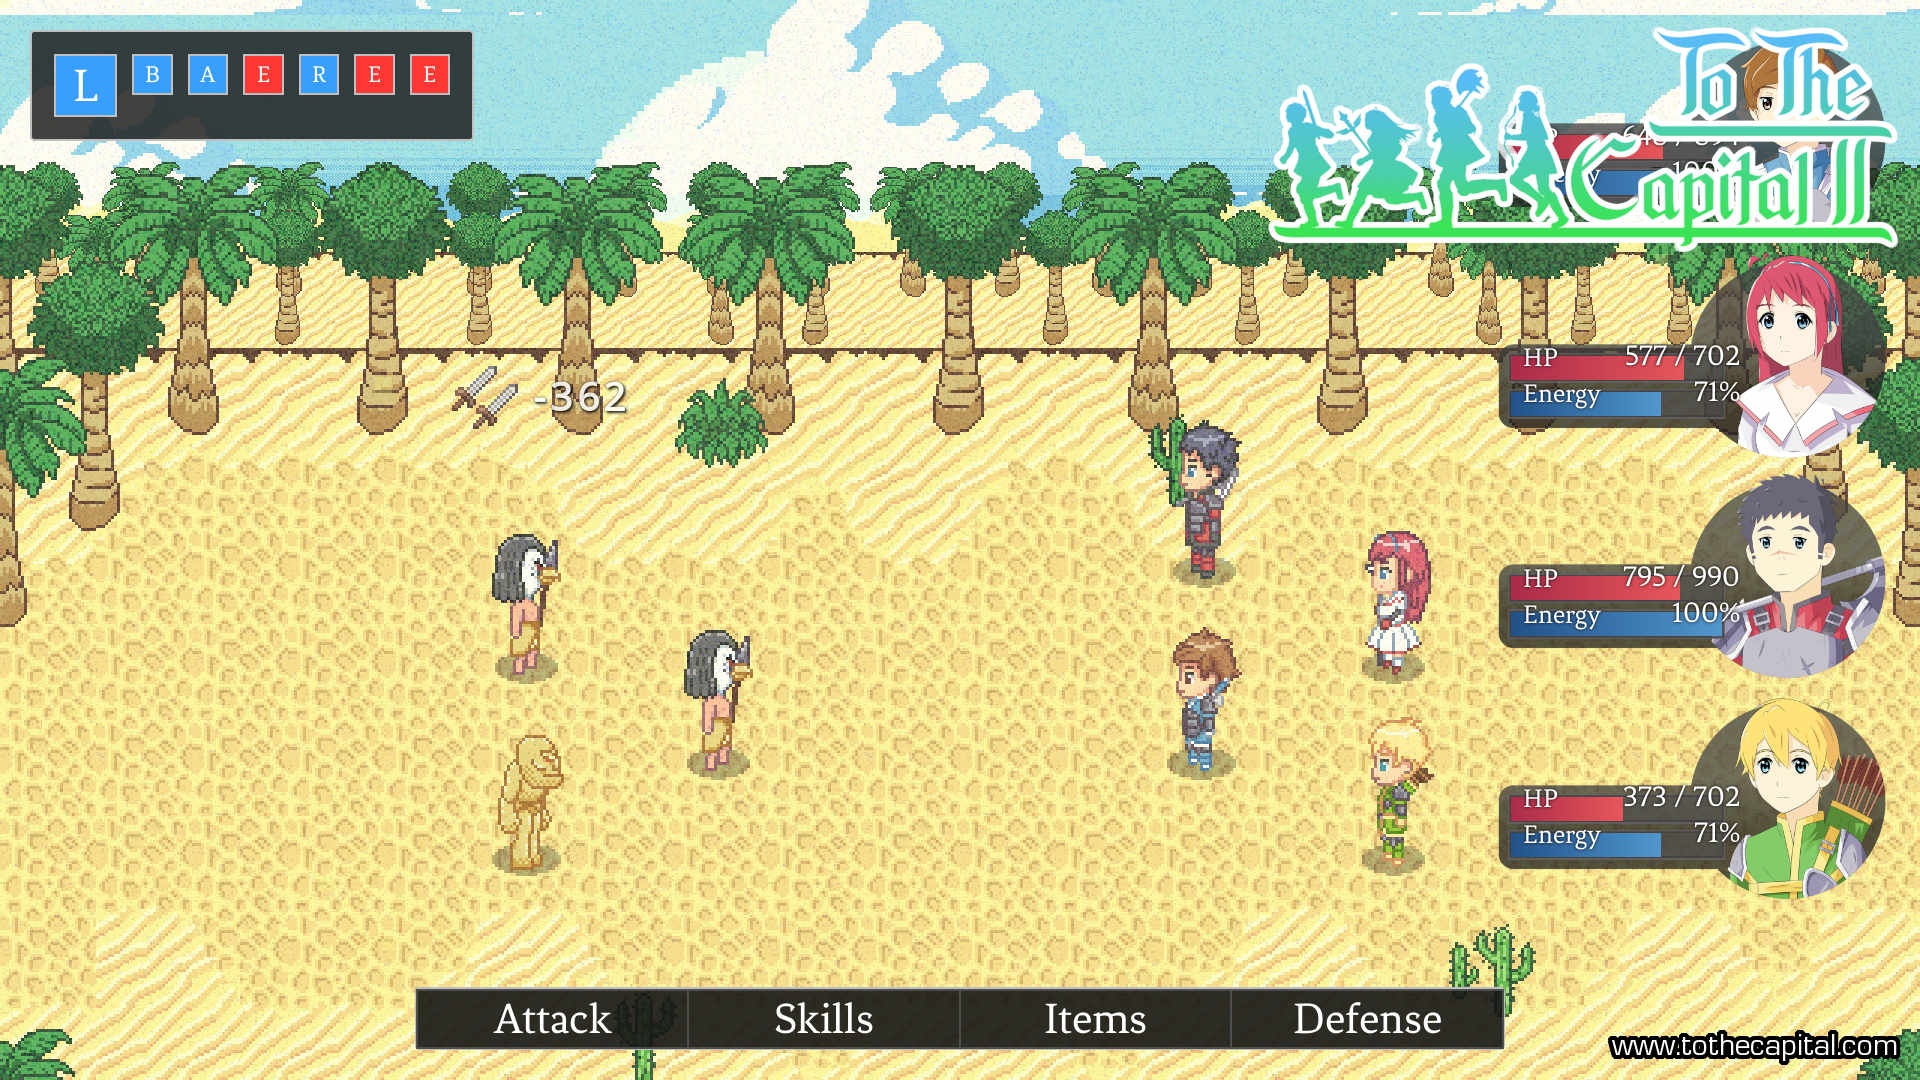 L B A E R E E
To The
Capital II
100
-362
HP 577 / 702
Energy 71%
HP 795 / 990
Energy 100%
HP 373 / 702
Energy 71%
Attack Skills Items Defense
www.tothecapital.com